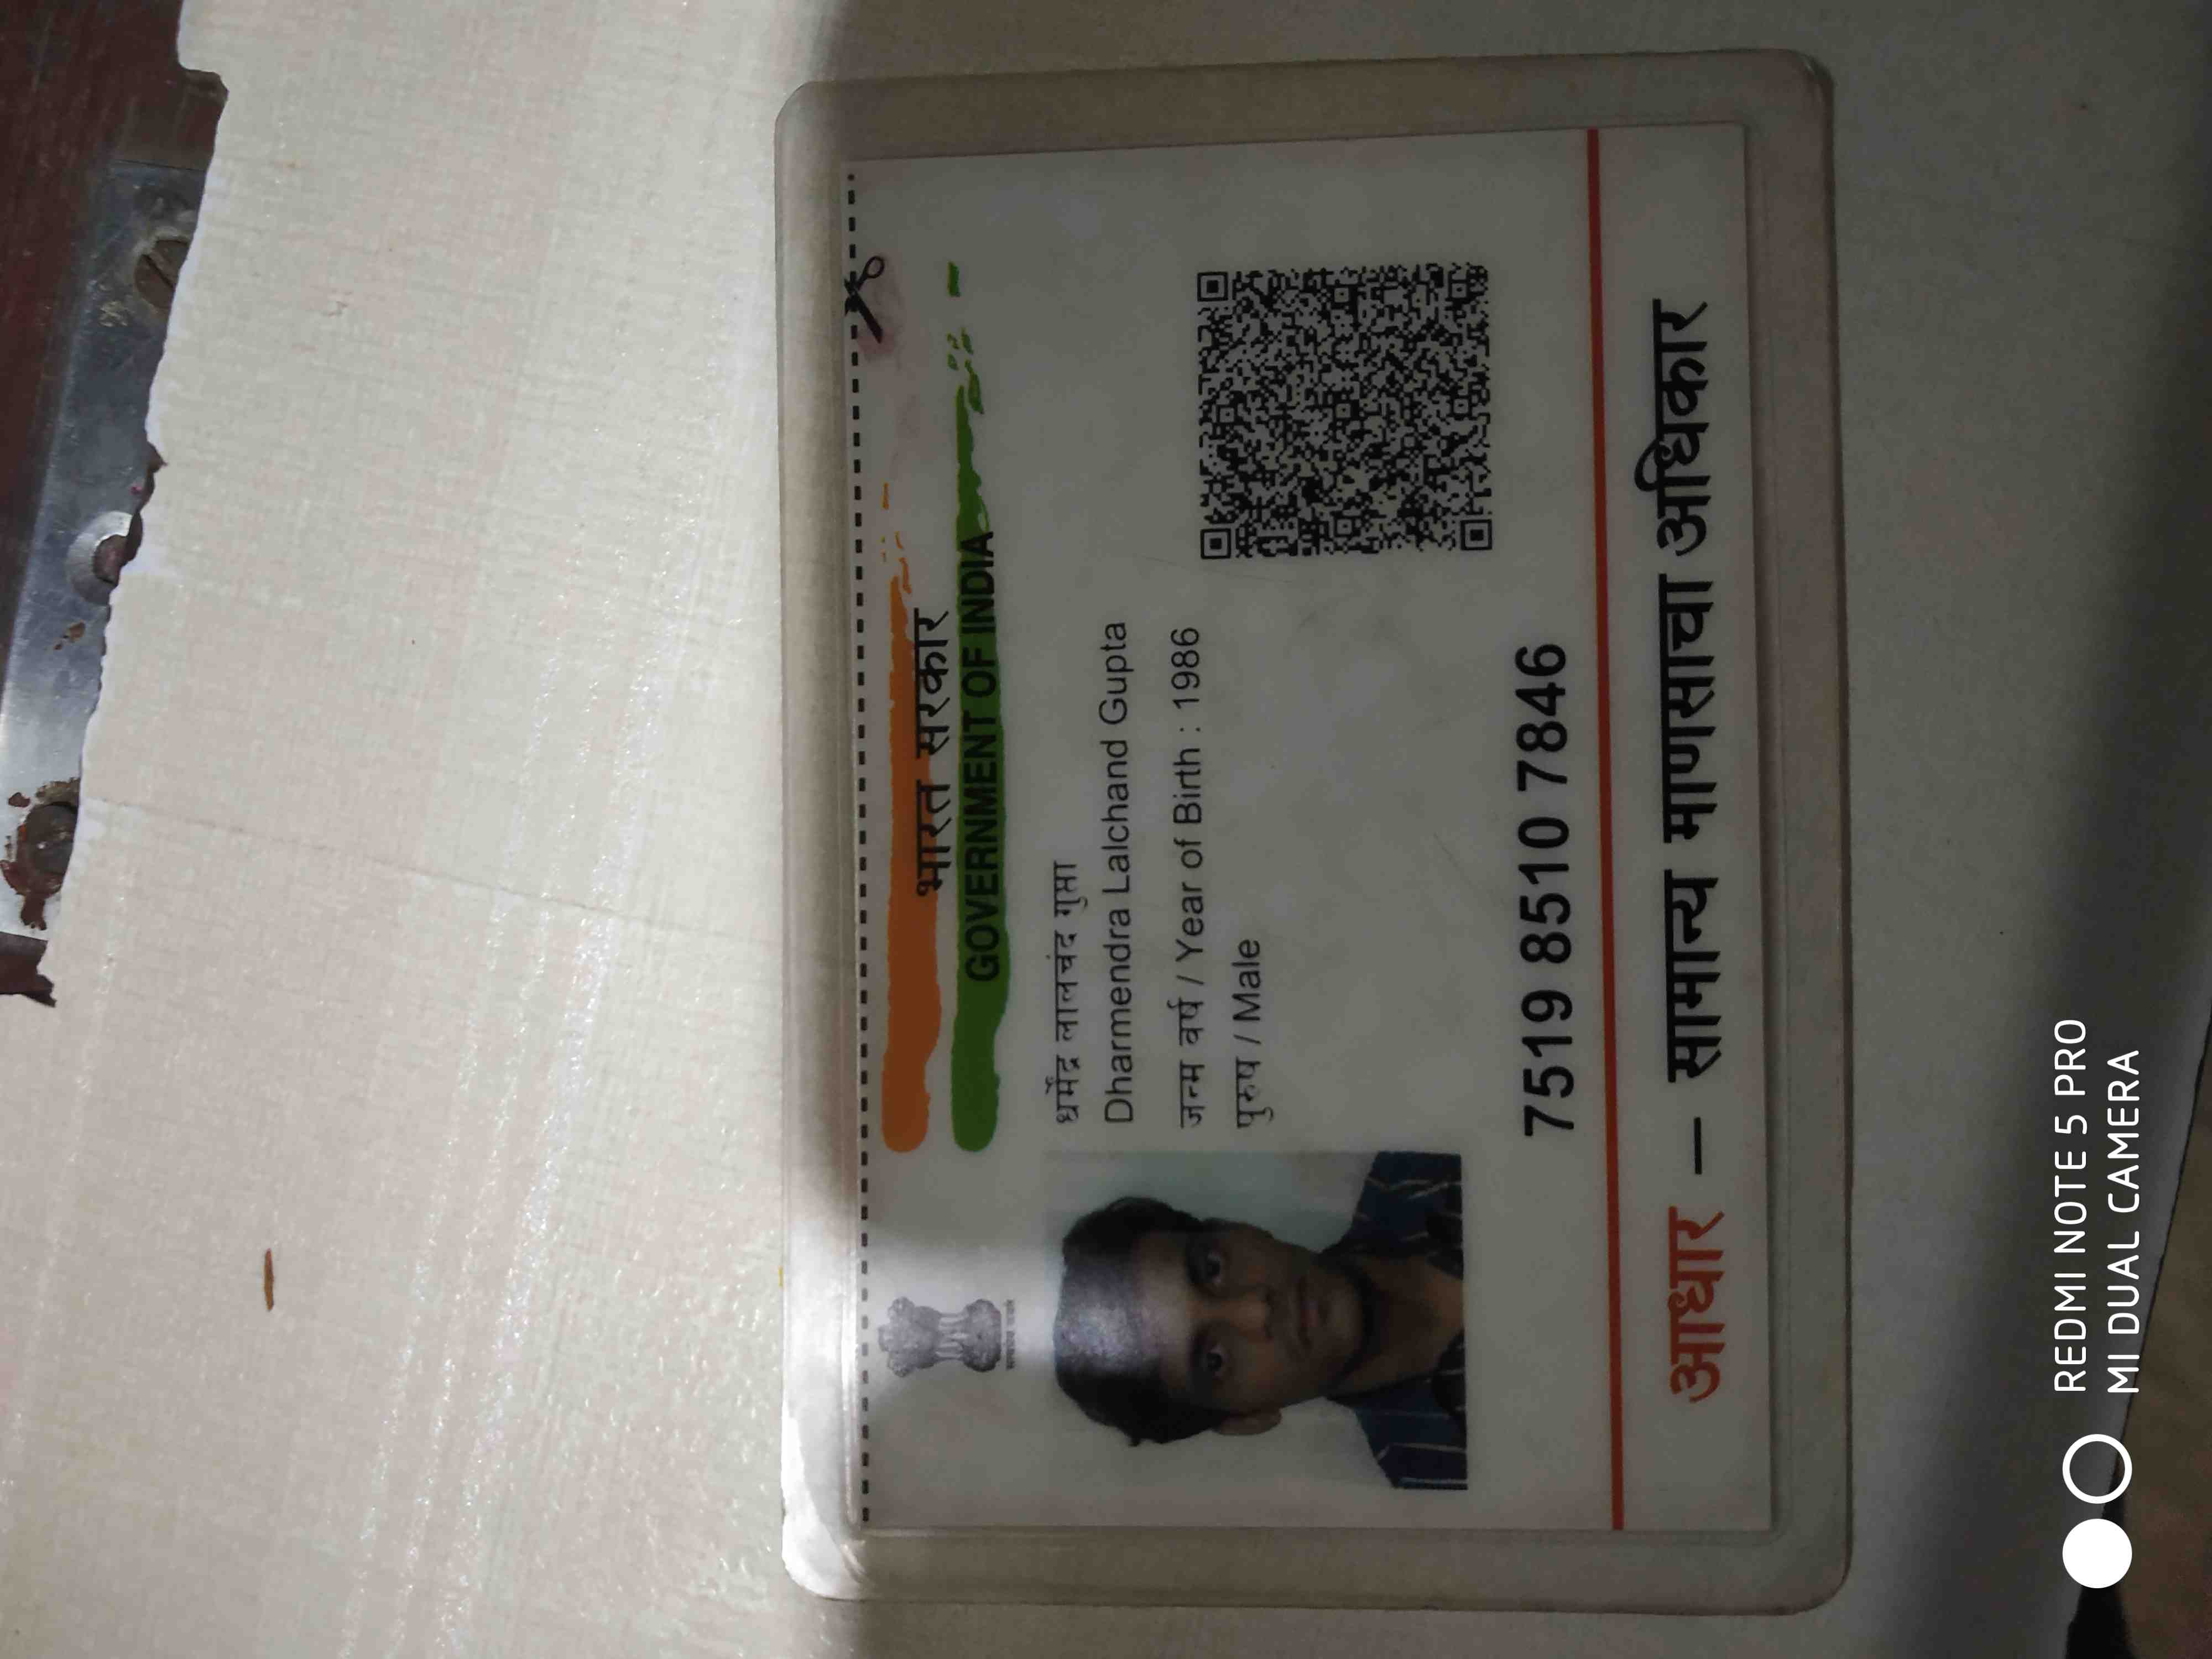 भारत सरकार
GOVERNMENT OF INDIA
धर्मेंद्र लालचंद गुप्ता
Dharmendra Lalchand Gupta
जन्म वर्ष / Year of Birth : 1986
पुरुष / Male
7519 8510 7846
आधार – सामान्य माणसाचा अधिकार
REDMI NOTE 5 PRO
MI DUAL CAMERA